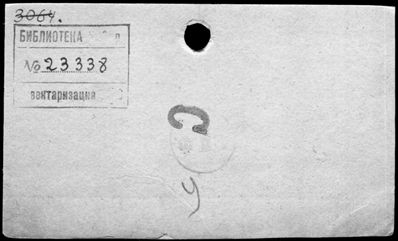 3064.
БИБЛИОТЕКА
№ 23338
вентаризация
С